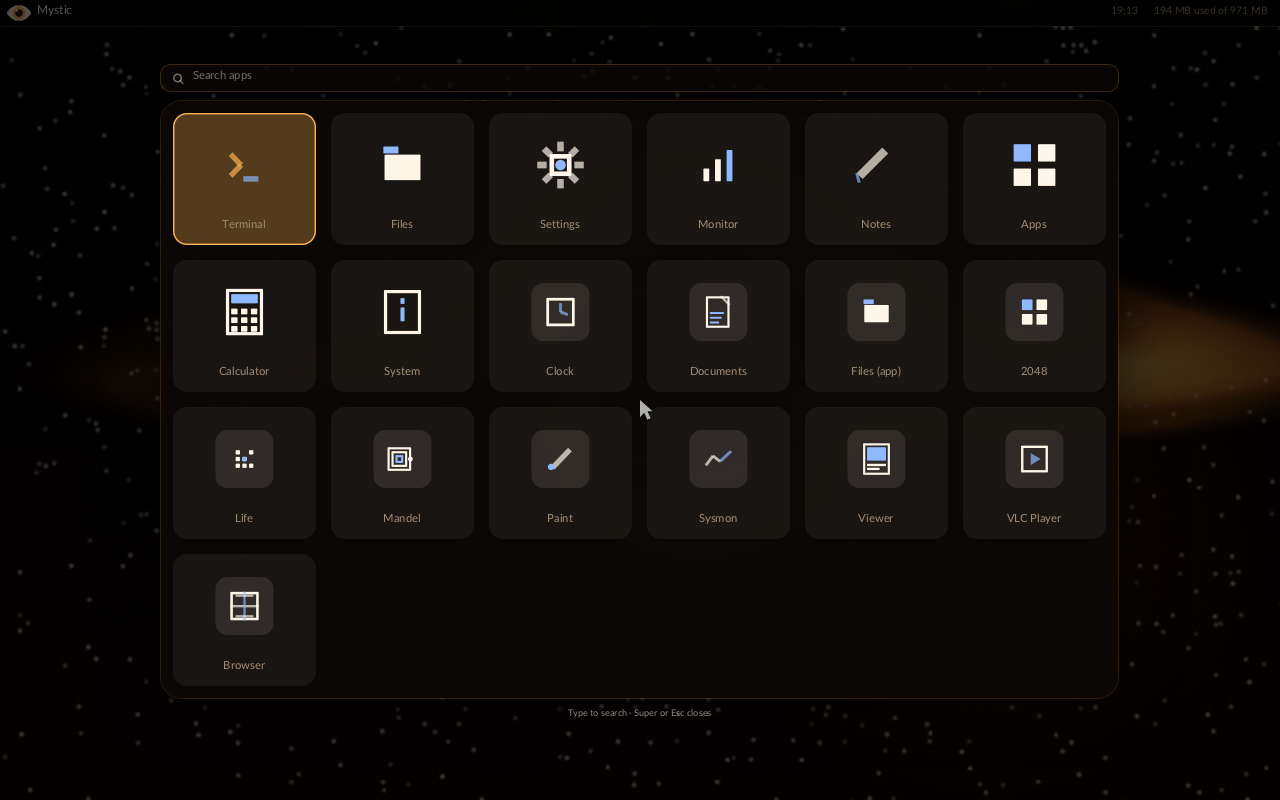 Mystic
19:13 194 MB used of 971 MB
Search apps
Terminal
Files
Settings
Monitor
Notes
Apps
Calculator
System
Clock
Documents
Files (app)
2048
Life
Mandel
Paint
Sysmon
Viewer
VLC Player
Browser
Type to search · Super or Esc closes